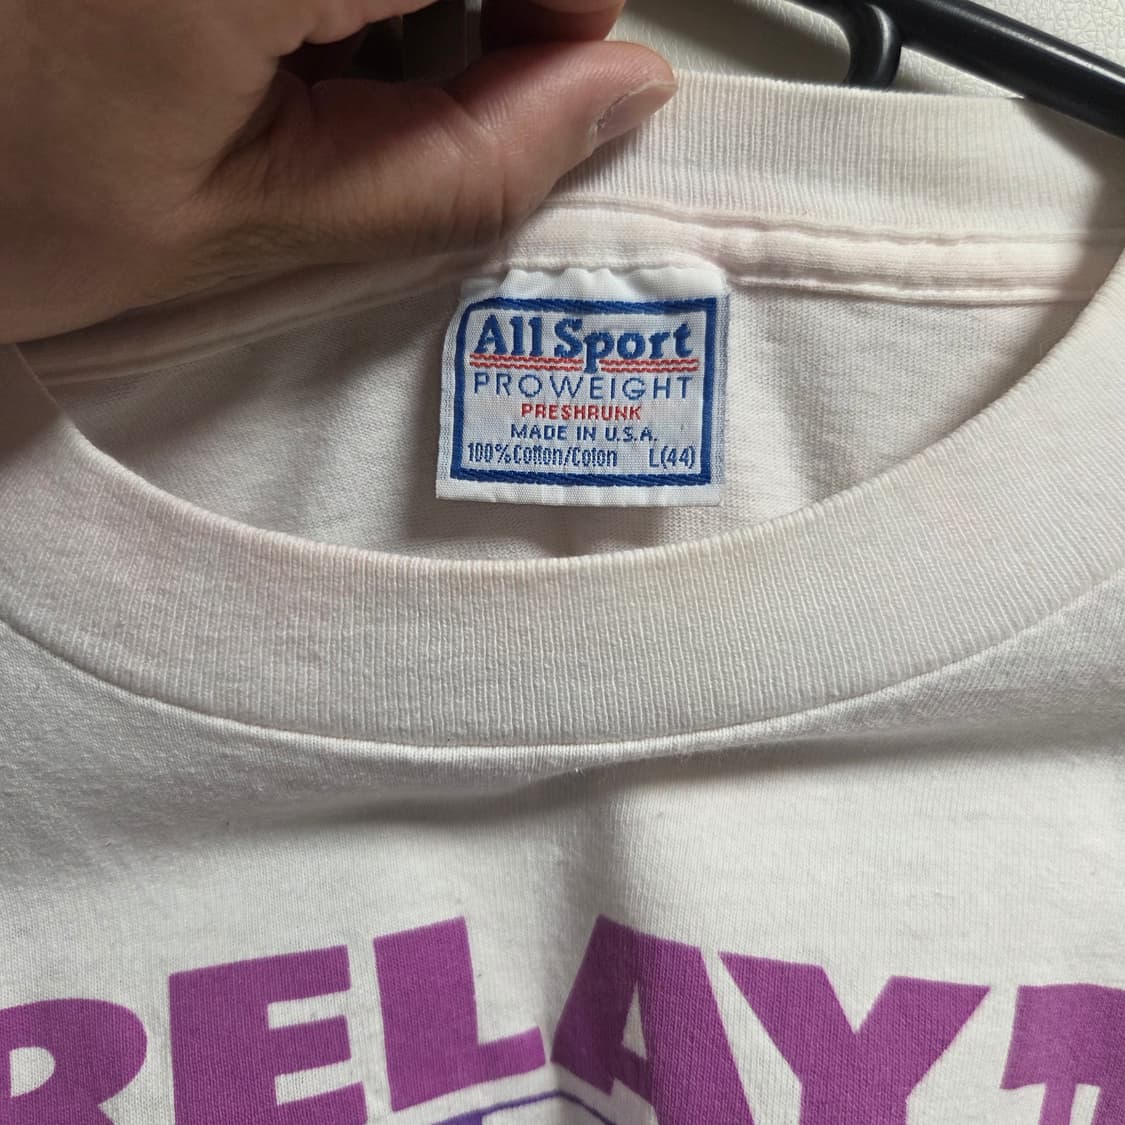 All Sport
PROWEIGHT
PRESHRUNK
MADE IN U.S.A.
100% Cotton/Coton L(44)
RELAY